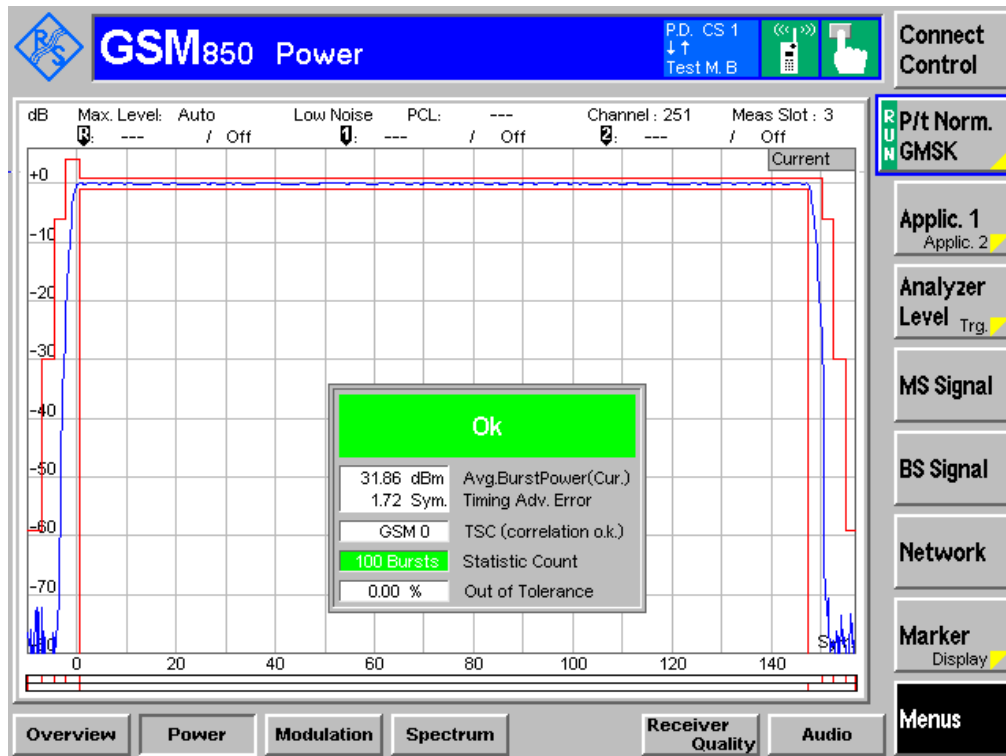 R/S
GSM850 Power
P.D. CS 1
Test M. B
Connect
Control
dB Max. Level: Auto Low Noise PCL: --- Channel : 251 Meas Slot : 3
R: --- / Off 1: --- / Off 2: --- / Off
Current
RUN
P/t Norm.
GMSK
+0
-10
-20
-30
-40
-50
-60
-70
0 20 40 60 80 100 120 140
Ok
31.86 dBm Avg.BurstPower(Cur.)
1.72 Sym. Timing Adv. Error
GSM 0 TSC (correlation o.k.)
100 Bursts Statistic Count
0.00 % Out of Tolerance
Applic. 1
Applic. 2
Analyzer
Level Trg.
MS Signal
BS Signal
Network
Marker
Display
Menus
Overview Power Modulation Spectrum Receiver Quality Audio